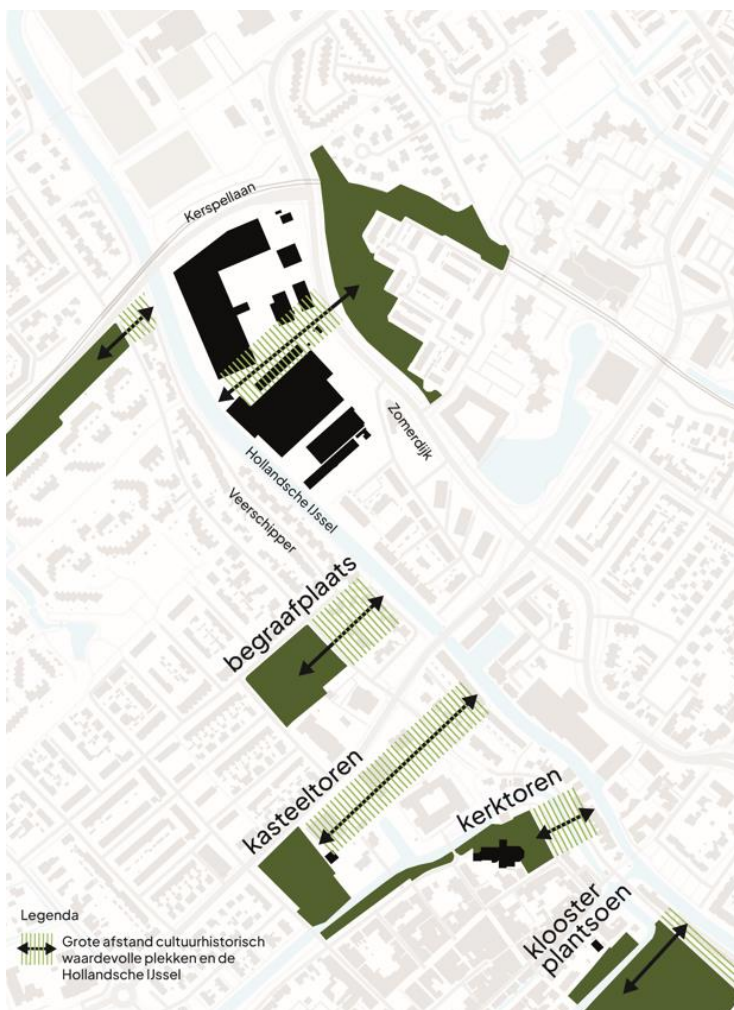 Kerspellaan
Zomerdijk
Hollandsche IJssel
Veerschipper
begraafplaats
kasteeltoren
kerktoren
klooster
plantsoen
Legenda
Grote afstand cultuurhistorisch
waardevolle plekken en de
Hollandsche IJssel